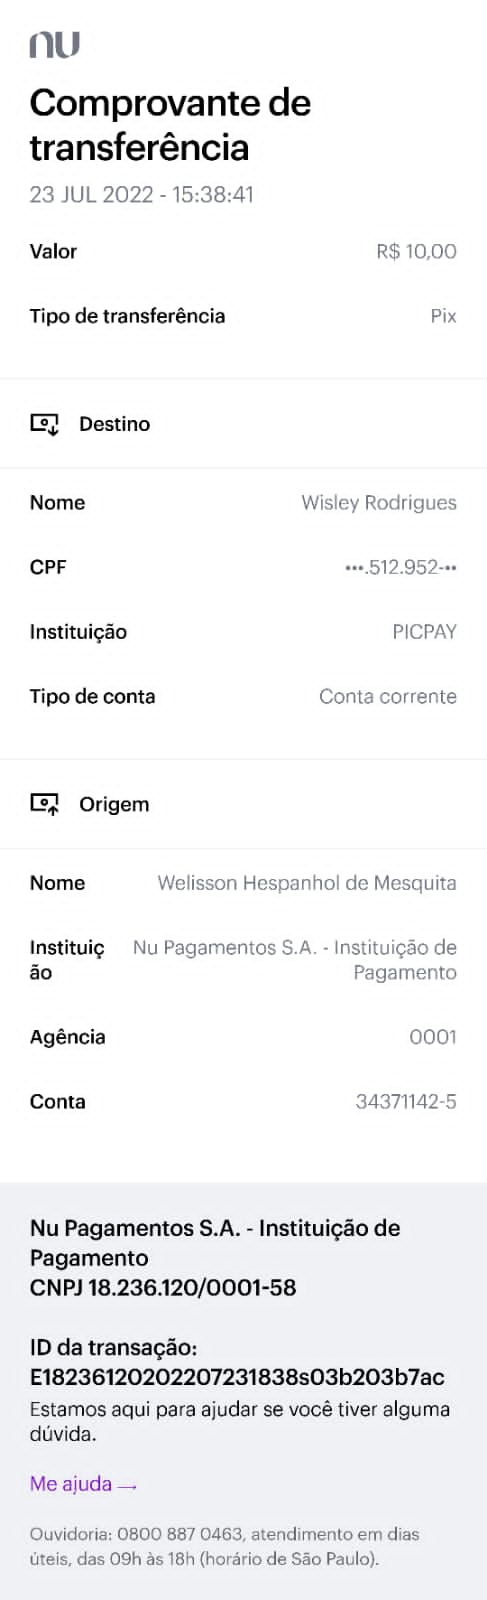 nu
Comprovante de
transferência
23 JUL 2022 - 15:38:41
Valor R$ 10,00
Tipo de transferência Pix
Destino
Nome Wisley Rodrigues
CPF •••.512.952-••
Instituição PICPAY
Tipo de conta Conta corrente
Origem
Nome Welisson Hespanhol de Mesquita
Instituiç Nu Pagamentos S.A. - Instituição de
ão Pagamento
Agência 0001
Conta 34371142-5
Nu Pagamentos S.A. - Instituição de
Pagamento
CNPJ 18.236.120/0001-58
ID da transação:
E18236120202207231838s03b203b7ac
Estamos aqui para ajudar se você tiver alguma
dúvida.
Me ajuda →
Ouvidoria: 0800 887 0463, atendimento em dias
úteis, das 09h às 18h (horário de São Paulo).